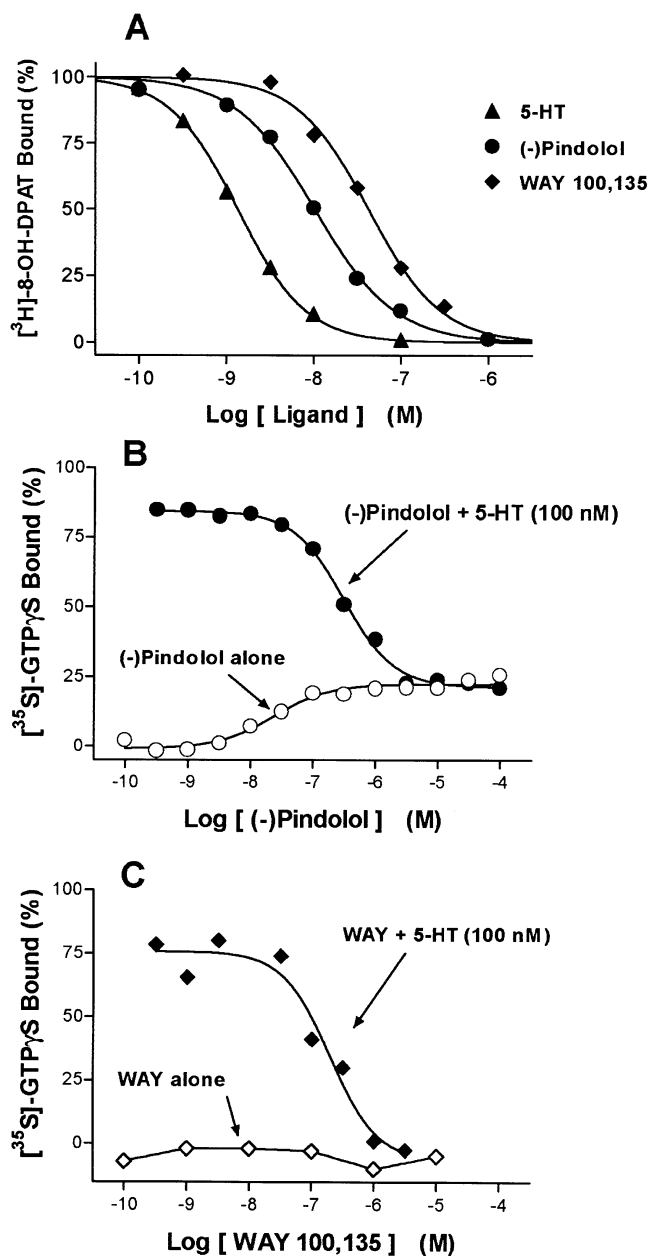 A
[³H]-8-OH-DPAT Bound (%)
100
75
50
25
0
5-HT
(-)Pindolol
WAY 100,135
-10 -9 -8 -7 -6
Log [ Ligand ] (M)
B
[³⁵S]-GTPγS Bound (%)
100
75
50
25
0
(-)Pindolol + 5-HT (100 nM)
(-)Pindolol alone
-10 -9 -8 -7 -6 -5 -4
Log [ (-)Pindolol ] (M)
C
[³⁵S]-GTPγS Bound (%)
100
75
50
25
0
WAY + 5-HT (100 nM)
WAY alone
-10 -9 -8 -7 -6 -5 -4
Log [ WAY 100,135 ] (M)